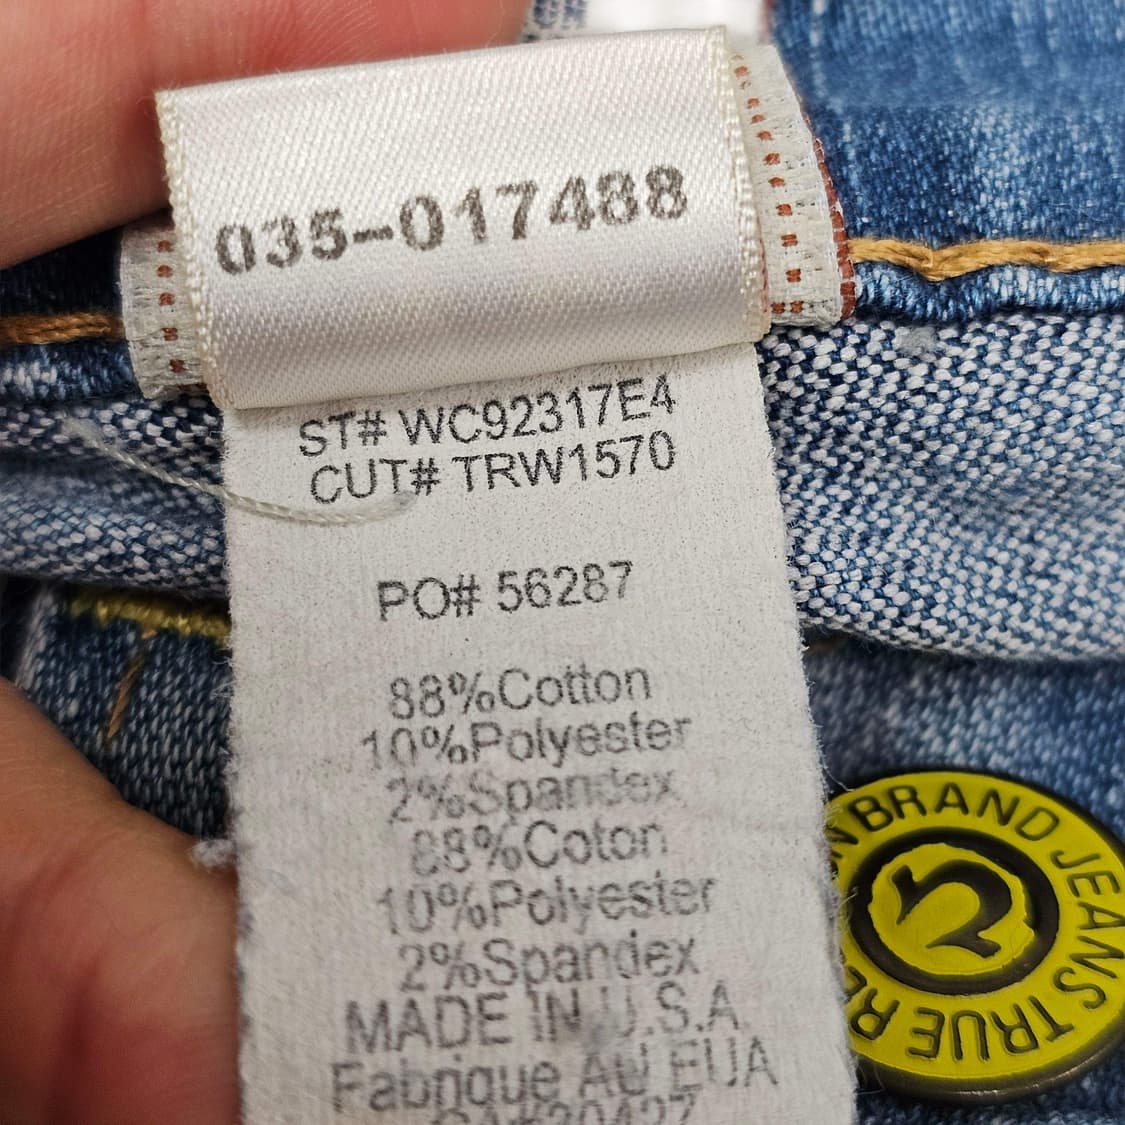 035-017488
ST# WC92317E4
CUT# TRW1570
PO# 56287
88%Cotton
10%Polyester
2%Spandex
88%Coton
10%Polyester
2%Spandex
MADE IN U.S.A.
Fabrique AU EUA
BRAND JEANS TRUE